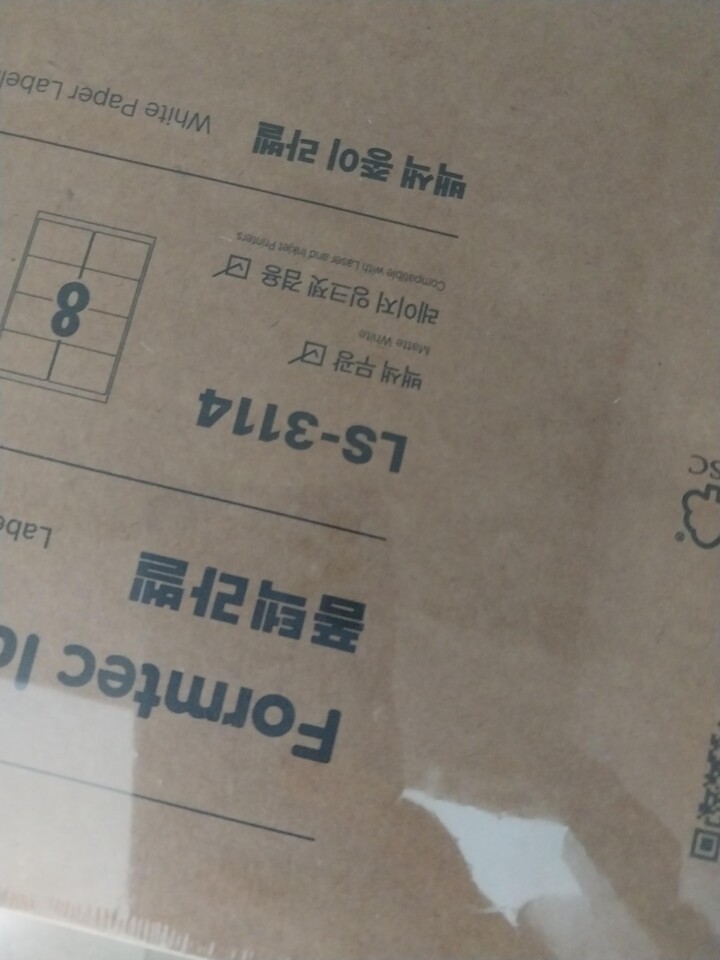 Formtec
폼텍라벨
LS-3114
백색 무광
Matte White
레이저 잉크젯 겸용
Compatible with Laser and Inkjet Printers
8
백색 종이 라벨
White Paper Label